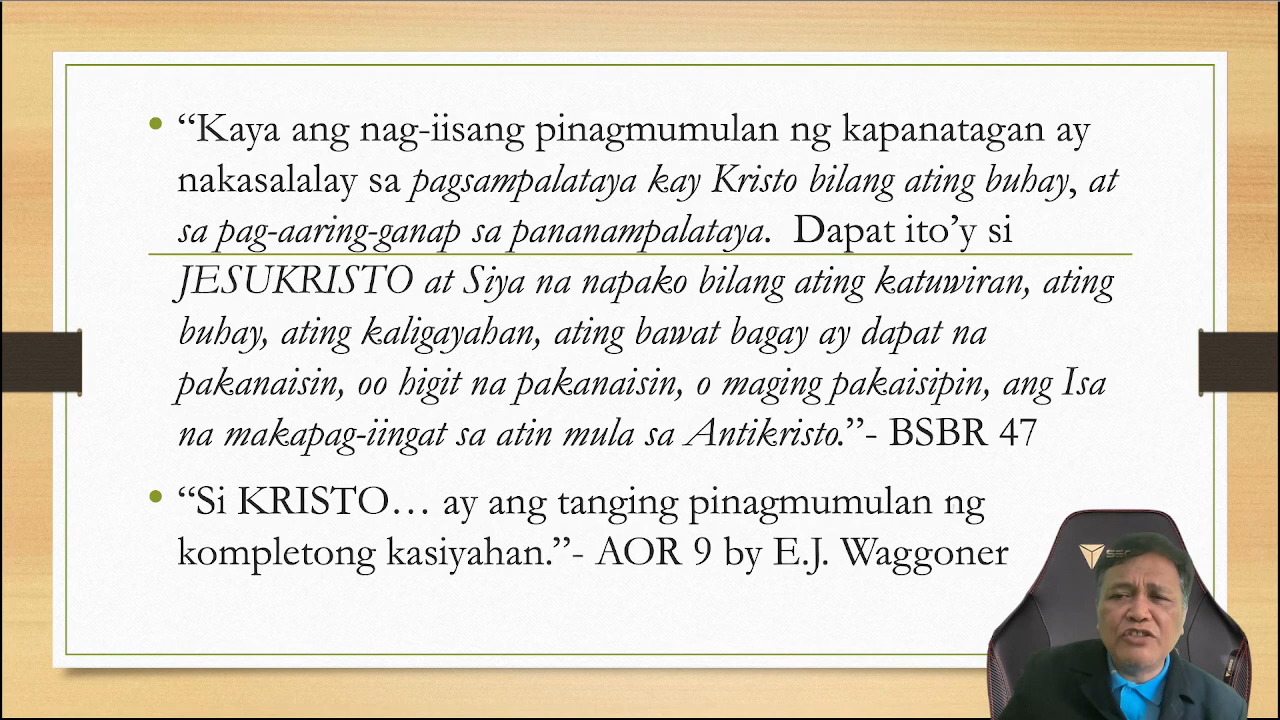 • “Kaya ang nag-iisang pinagmumulan ng kapanatagan ay
nakasalalay sa pagsampalataya kay Kristo bilang ating buhay, at
sa pag-aaring-ganap sa pananampalataya.  Dapat ito’y si
JESUKRISTO at Siya na napako bilang ating katuwiran, ating
buhay, ating kaligayahan, ating bawat bagay ay dapat na
pakanaisin, oo higit na pakanaisin, o maging pakaisipin, ang Isa
na makapag-iingat sa atin mula sa Antikristo.”- BSBR 47
• “Si KRISTO… ay ang tanging pinagmumulan ng
kompletong kasiyahan.”- AOR 9 by E.J. Waggoner